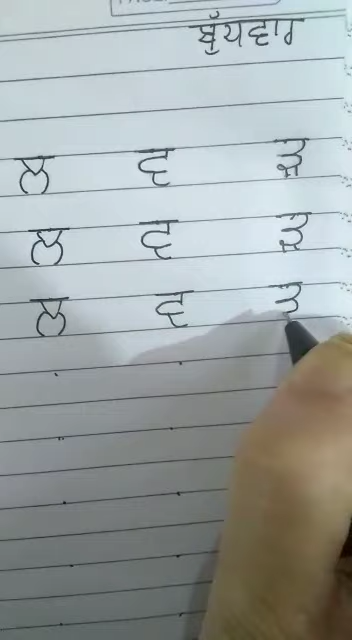 ਬੁੱਧਵਾਰ
ਲ ਵ ੜ
ਲ ਵ ੜ
ਲ ਵ